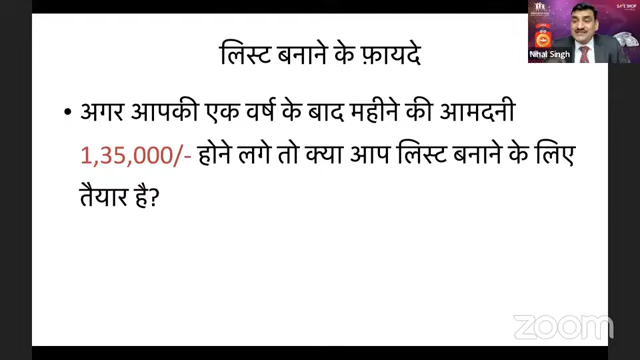 लिस्ट बनाने के फ़ायदे
• अगर आपकी एक वर्ष के बाद महीने की आमदनी
1,35,000/- होने लगे तो क्या आप लिस्ट बनाने के लिए
तैयार है?
Nihal Singh
zoom